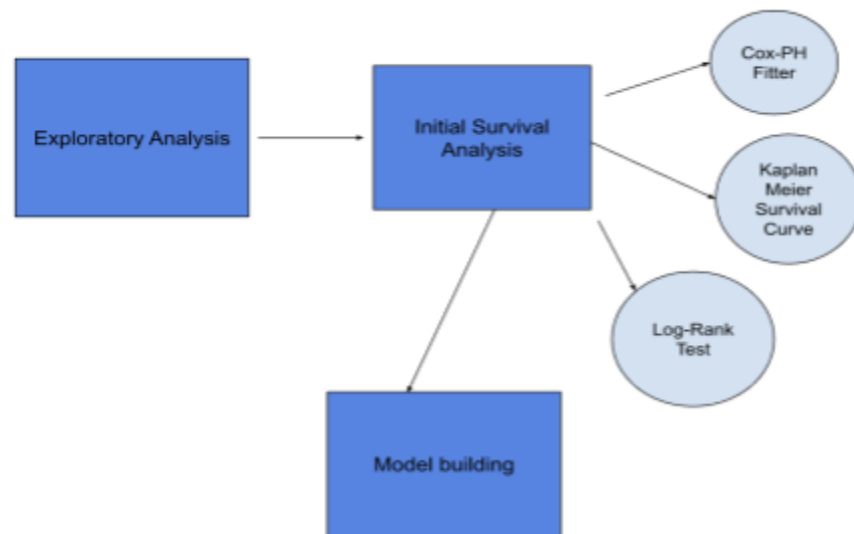 Exploratory Analysis
Initial Survival
Analysis
Cox-PH
Fitter
Kaplan
Meier
Survival
Curve
Log-Rank
Test
Model building